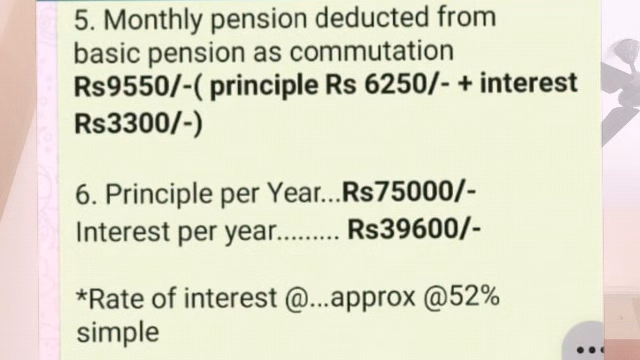 5. Monthly pension deducted from
basic pension as commutation
Rs9550/-( principle Rs 6250/- + interest
Rs3300/-)
6. Principle per Year...Rs75000/-
Interest per year......... Rs39600/-
*Rate of interest @...approx @52%
simple